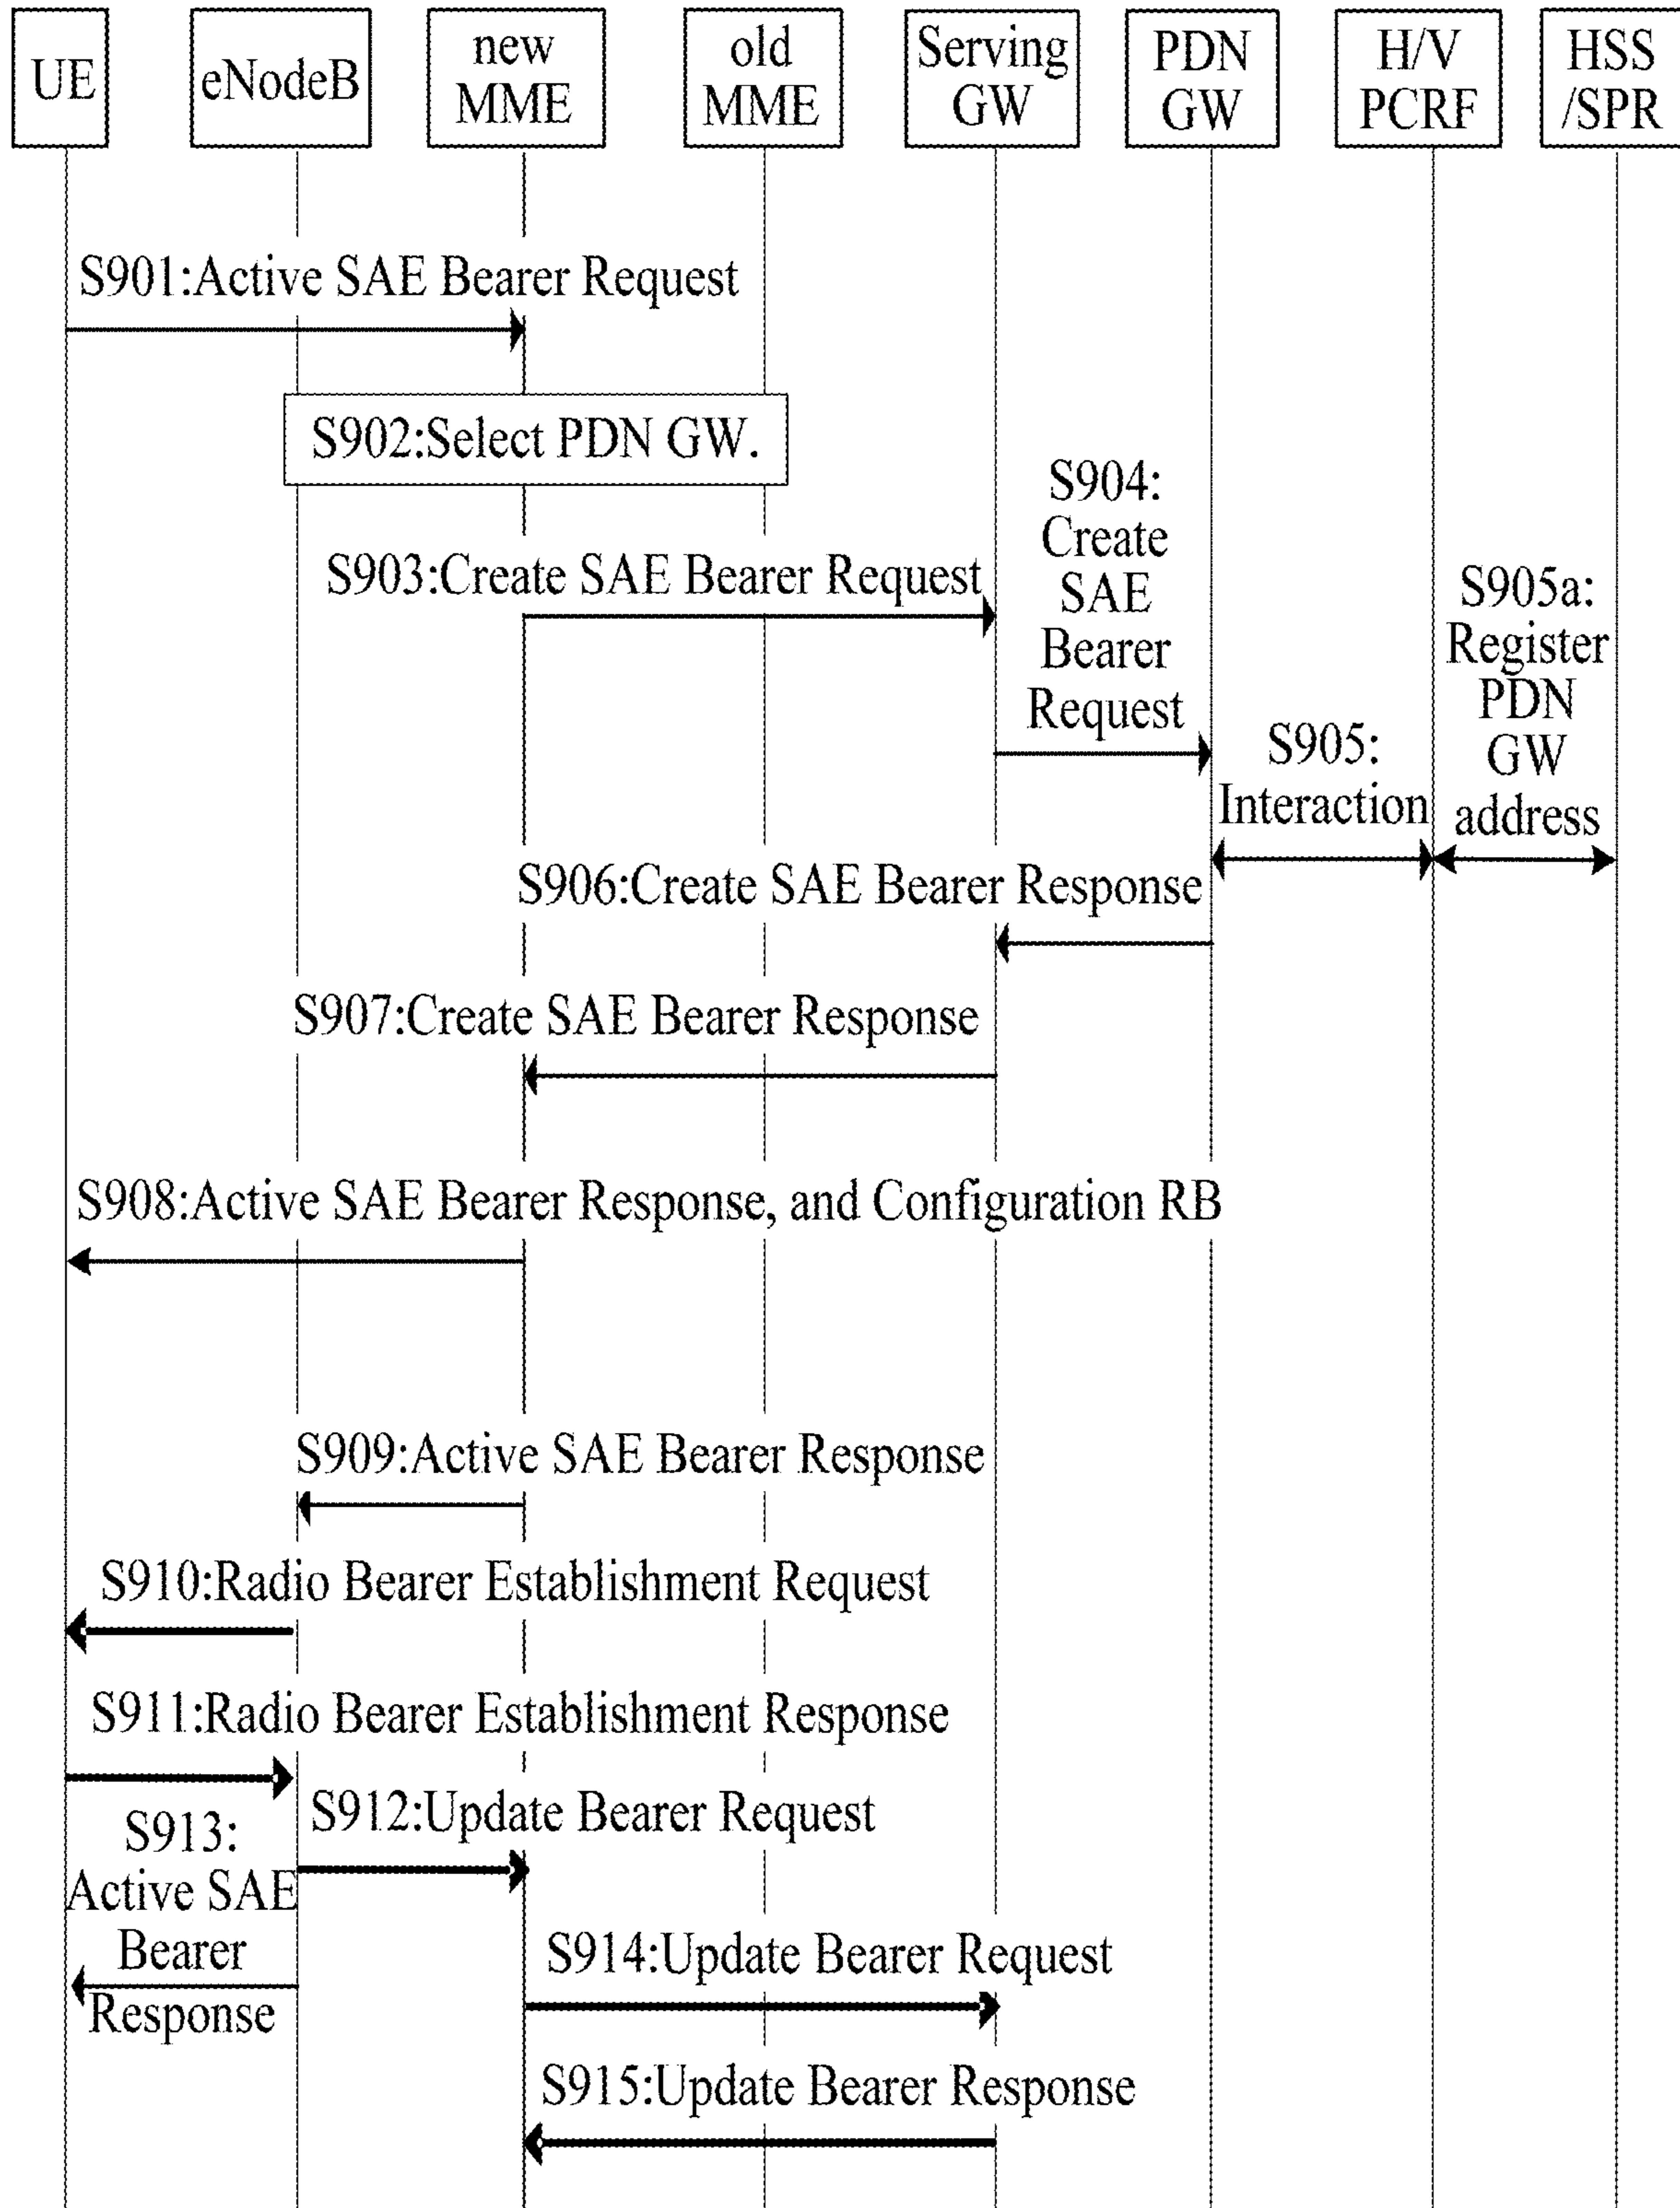 UE
eNodeB
new
MME
old
MME
Serving
GW
PDN
GW
H/V
PCRF
HSS
/SPR
S901:Active SAE Bearer Request
S902:Select PDN GW.
S903:Create SAE Bearer Request
S904:
Create
SAE
Bearer
Request
S905:
Interaction
S905a:
Register
PDN
GW
address
S906:Create SAE Bearer Response
S907:Create SAE Bearer Response
S908:Active SAE Bearer Response, and Configuration RB
S909:Active SAE Bearer Response
S910:Radio Bearer Establishment Request
S911:Radio Bearer Establishment Response
S912:Update Bearer Request
S913:
Active SAE
Bearer
Response
S914:Update Bearer Request
S915:Update Bearer Response